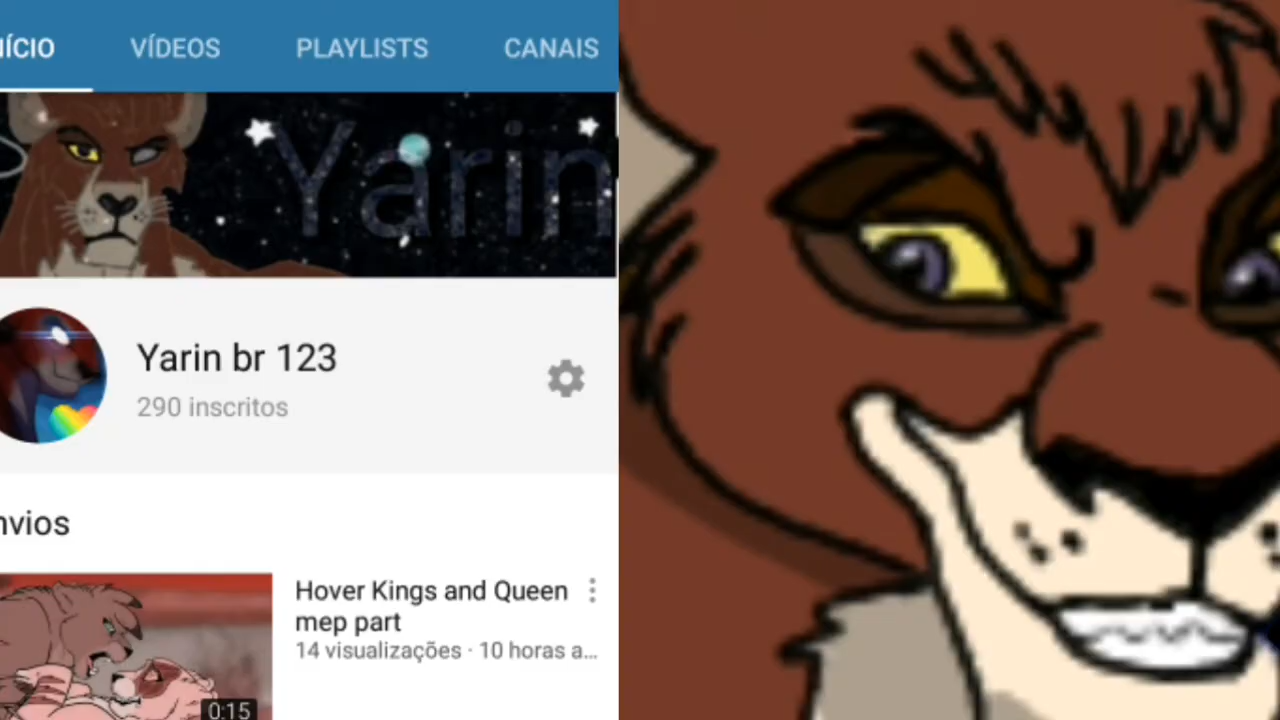 NÍCIO VÍDEOS PLAYLISTS CANAIS
Yarin
Yarin br 123
290 inscritos
nvios
Hover Kings and Queen
mep part
14 visualizações · 10 horas a...
0:15